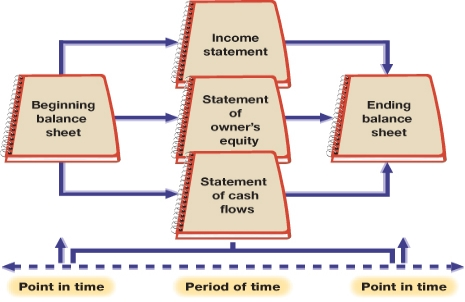 Income
statement
Beginning
balance
sheet
Statement
of
owner's
equity
Ending
balance
sheet
Statement
of cash
flows
Point in time
Period of time
Point in time